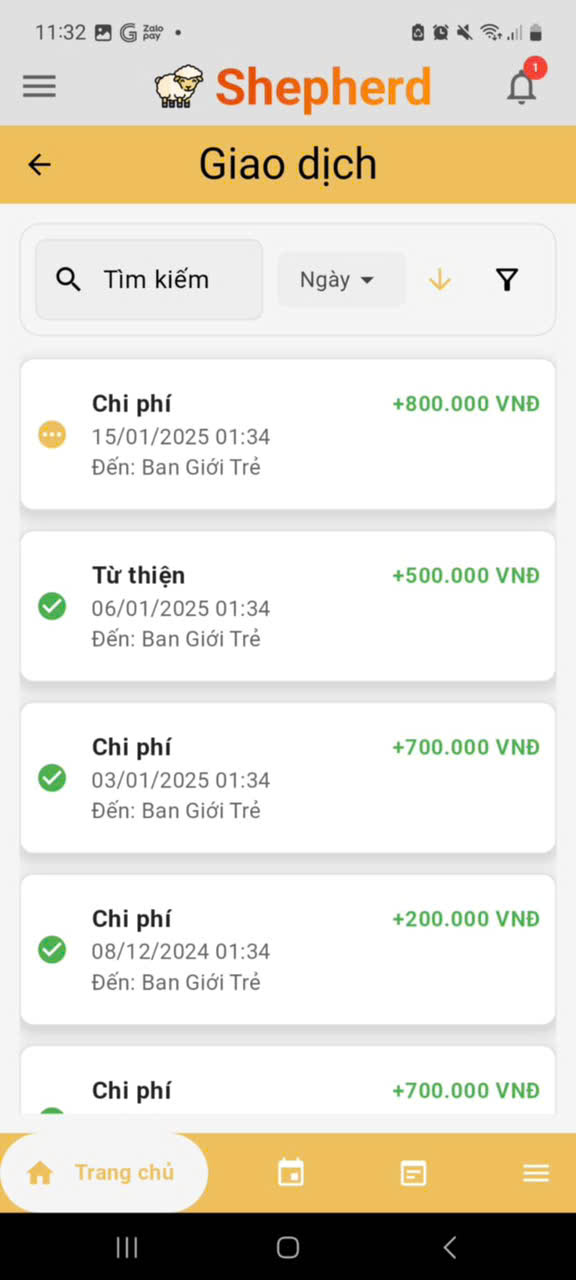 11:32 Zalo pay
Shepherd
1
Giao dịch
Tìm kiếm
Ngày
Chi phí
+800.000 VNĐ
15/01/2025 01:34
Đến: Ban Giới Trẻ
Từ thiện
+500.000 VNĐ
06/01/2025 01:34
Đến: Ban Giới Trẻ
Chi phí
+700.000 VNĐ
03/01/2025 01:34
Đến: Ban Giới Trẻ
Chi phí
+200.000 VNĐ
08/12/2024 01:34
Đến: Ban Giới Trẻ
Chi phí
+700.000 VNĐ
Trang chủ